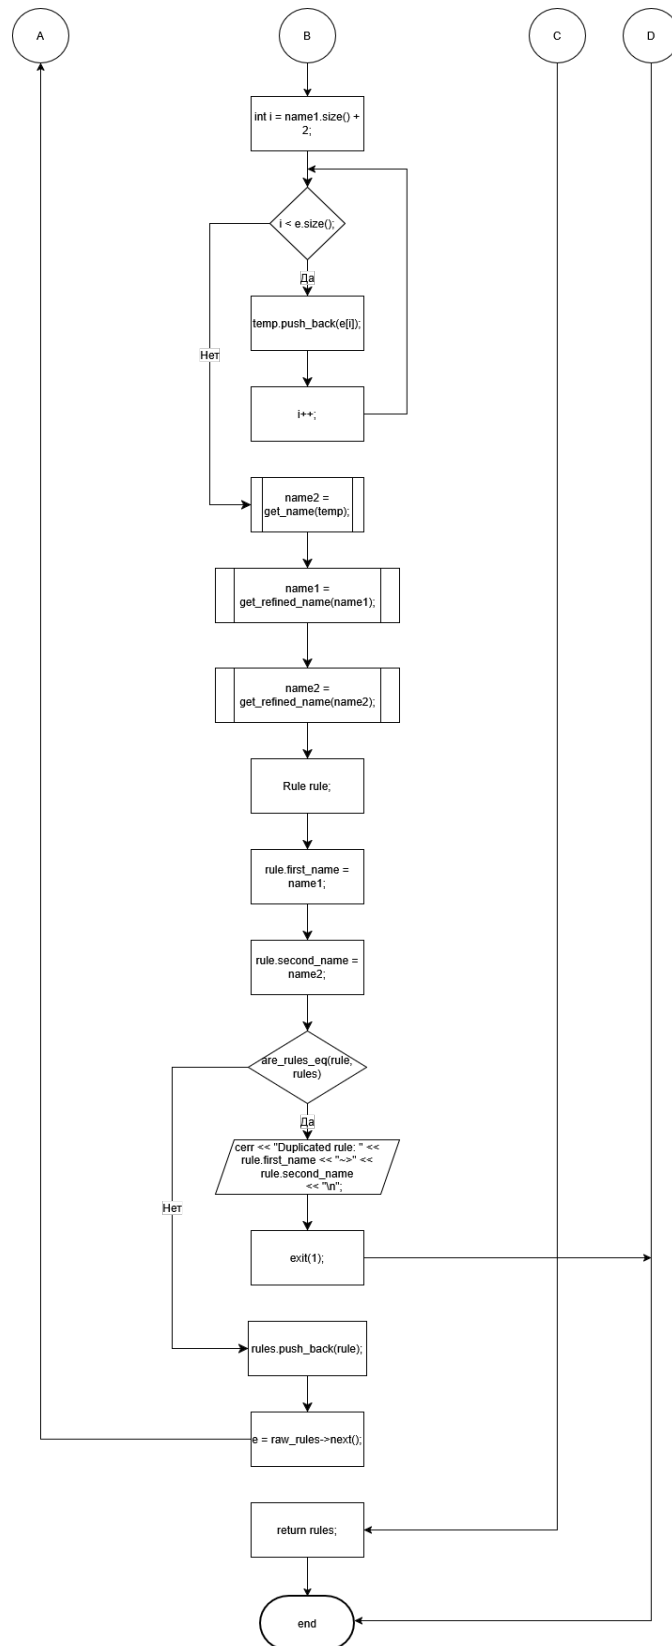 A
B
C
D
int i = name1.size() +
2;
i < e.size();
Да
temp.push_back(e[i]);
Нет
i++;
name2 =
get_name(temp);
name1 =
get_refined_name(name1);
name2 =
get_refined_name(name2);
Rule rule;
rule.first_name =
name1;
rule.second_name =
name2;
are_rules_eq(rule,
rules)
Да
cerr << "Duplicated rule: " <<
rule.first_name << "~>" <<
rule.second_name
<< "\n";
Нет
exit(1);
rules.push_back(rule);
e = raw_rules->next();
return rules;
end